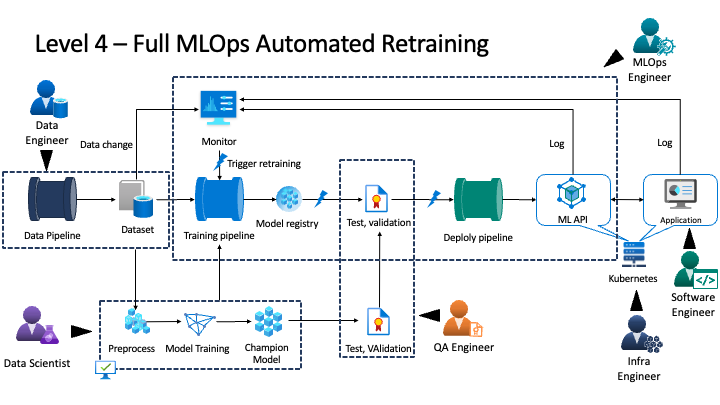 Level 4 – Full MLOps Automated Retraining
MLOps
Engineer
Data
Engineer
Data change
Monitor
Log
Log
Trigger retraining
Data Pipeline
Dataset
Training pipeline
Model registry
Test, validation
Deploly pipeline
ML API
Application
Kubernetes
Software
Engineer
Data Scientist
Preprocess
Model Training
Champion
Model
Test, VAlidation
QA Engineer
Infra
Engineer